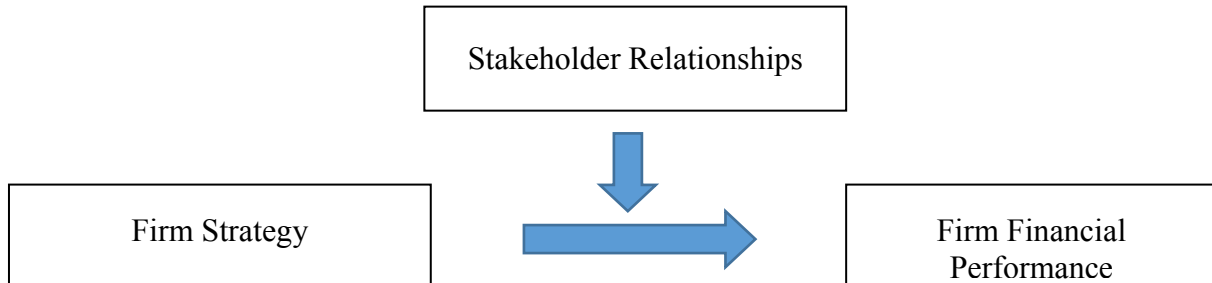 Stakeholder Relationships
Firm Strategy
Firm Financial
Performance